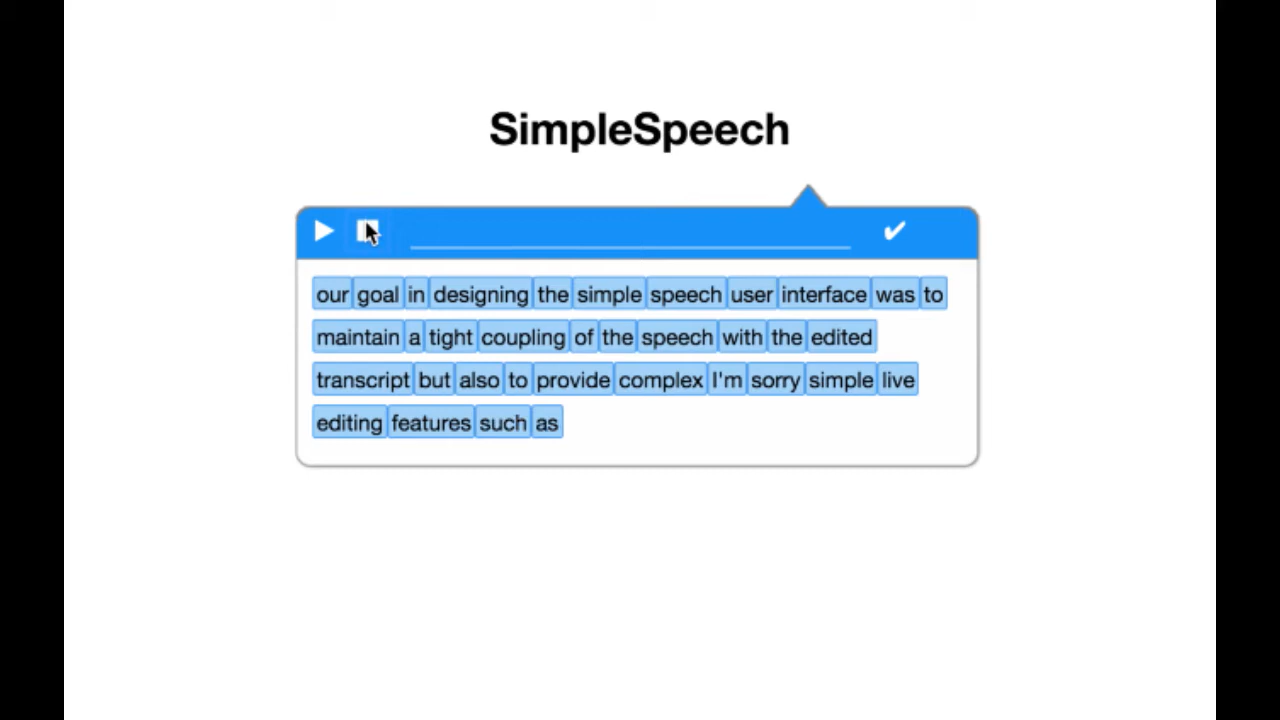 SimpleSpeech
our goal in designing the simple speech user interface was to
maintain a tight coupling of the speech with the edited
transcript but also to provide complex I'm sorry simple live
editing features such as